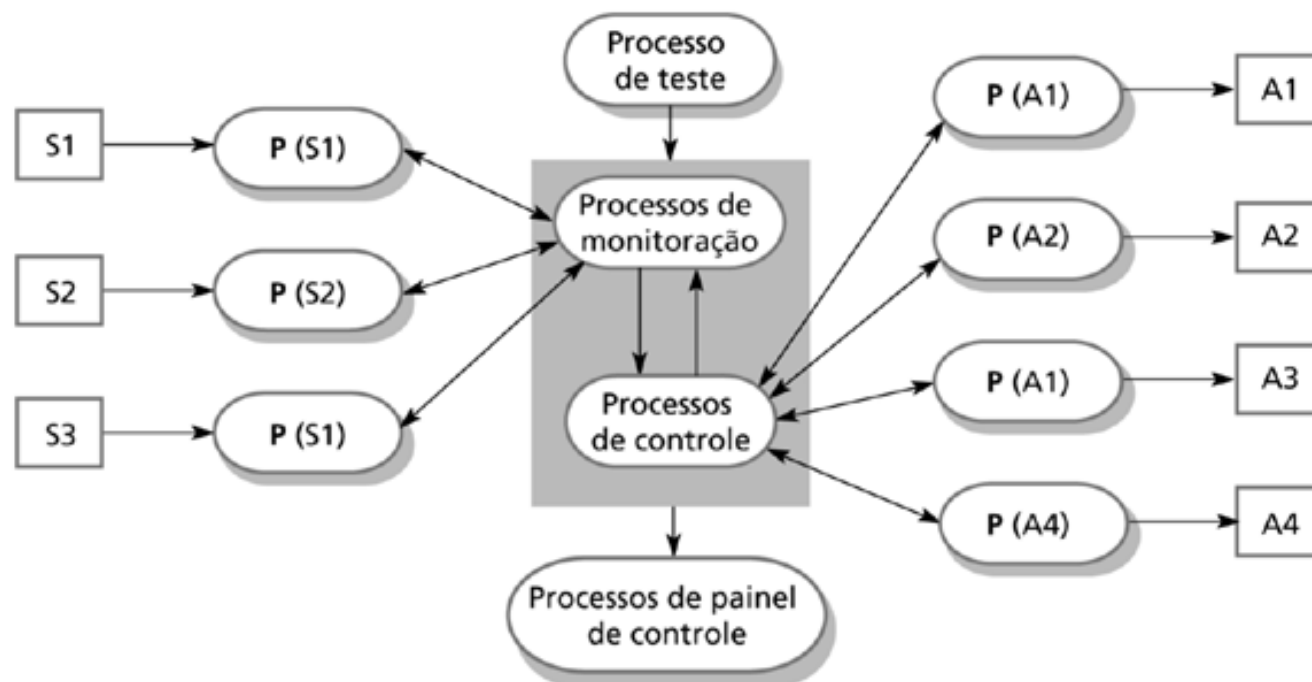 Processo
de teste
S1
P (S1)
Processos de
monitoração
P (A1)
A1
S2
P (S2)
P (A2)
A2
S3
P (S1)
Processos
de controle
P (A1)
A3
P (A4)
A4
Processos de painel
de controle